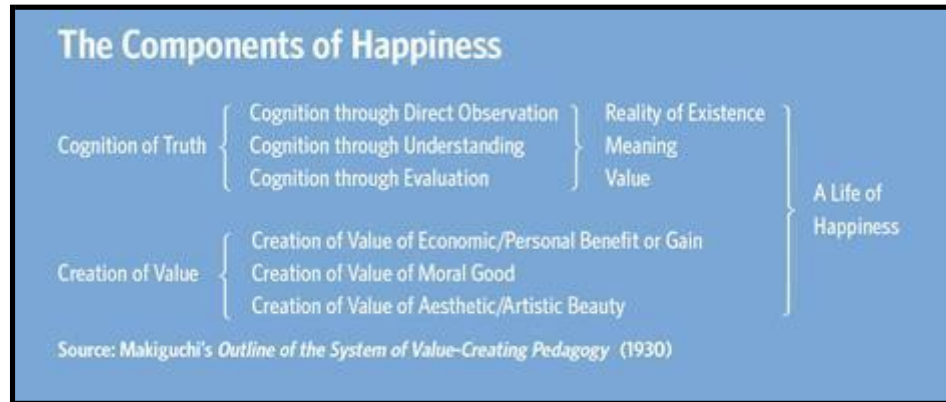 The Components of Happiness
Cognition of Truth
Cognition through Direct Observation
Cognition through Understanding
Cognition through Evaluation
Reality of Existence
Meaning
Value
Creation of Value
Creation of Value of Economic/Personal Benefit or Gain
Creation of Value of Moral Good
Creation of Value of Aesthetic/Artistic Beauty
A Life of
Happiness
Source: Makiguchi's Outline of the System of Value-Creating Pedagogy (1930)